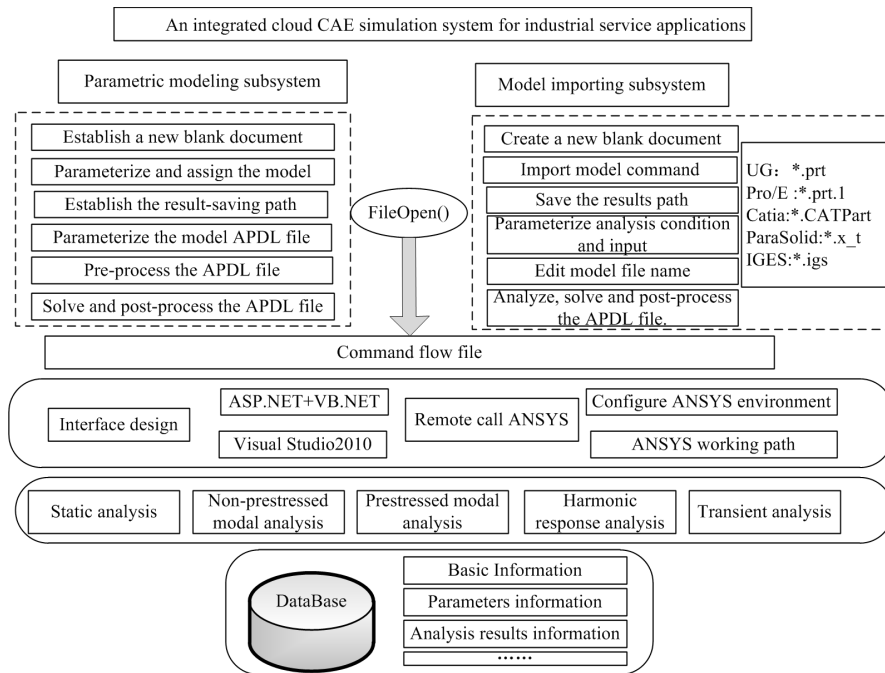 An integrated cloud CAE simulation system for industrial service applications
Parametric modeling subsystem
Model importing subsystem
Establish a new blank document
Parameterize and assign the model
Establish the result-saving path
Parameterize the model APDL file
Pre-process the APDL file
Solve and post-process the APDL file
FileOpen()
Create a new blank document
Import model command
Save the results path
Parameterize analysis condition
and input
Edit model file name
Analyze, solve and post-process
the APDL file.
UG：*.prt
Pro/E :*.prt.1
Catia:*.CATPart
ParaSolid:*.x_t
IGES:*.igs
Command flow file
Interface design
ASP.NET+VB.NET
Visual Studio2010
Remote call ANSYS
Configure ANSYS environment
ANSYS working path
Static analysis
Non-prestressed
modal analysis
Prestressed modal
analysis
Harmonic
response analysis
Transient analysis
DataBase
Basic Information
Parameters information
Analysis results information
……